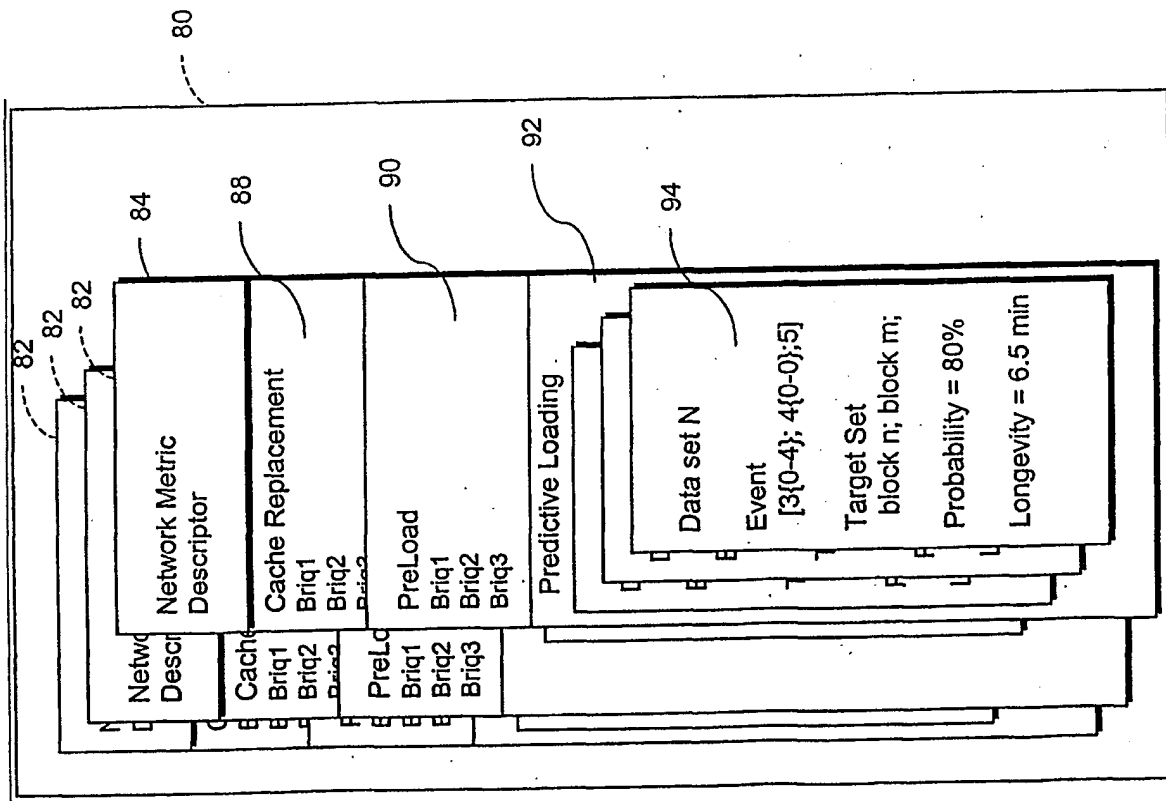 80
82
82
82
84
Network Metric
Descriptor
88
Cache Replacement
Briq1
Briq2
90
PreLoad
Briq1
Briq2
Briq3
92
Predictive Loading
94
Data set N
Event
[3{0-4}; 4{0-0};5]
Target Set
block n; block m;
Probability = 80%
Longevity = 6.5 min
Netwo
Descr
Cache
Briq1
Briq2
PreLo
Briq1
Briq2
Briq3